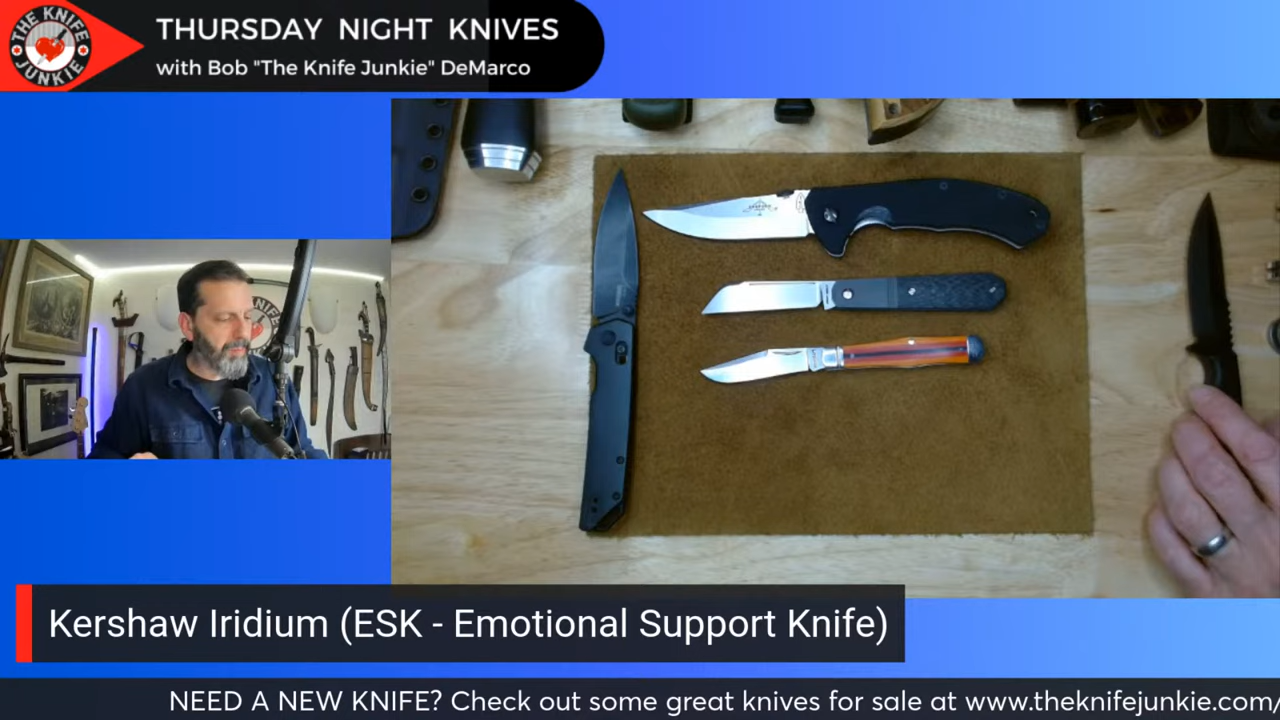 THE KNIFE
JUNKIE
THURSDAY NIGHT KNIVES
with Bob "The Knife Junkie" DeMarco
Kershaw Iridium (ESK - Emotional Support Knife)
NEED A NEW KNIFE? Check out some great knives for sale at www.theknifejunkie.com/